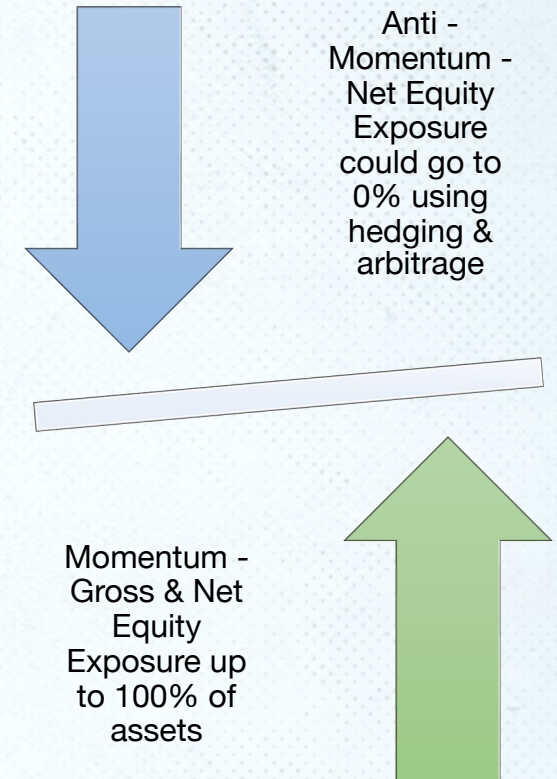 Anti -
Momentum -
Net Equity
Exposure
could go to
0% using
hedging &
arbitrage
Momentum -
Gross & Net
Equity
Exposure up
to 100% of
assets